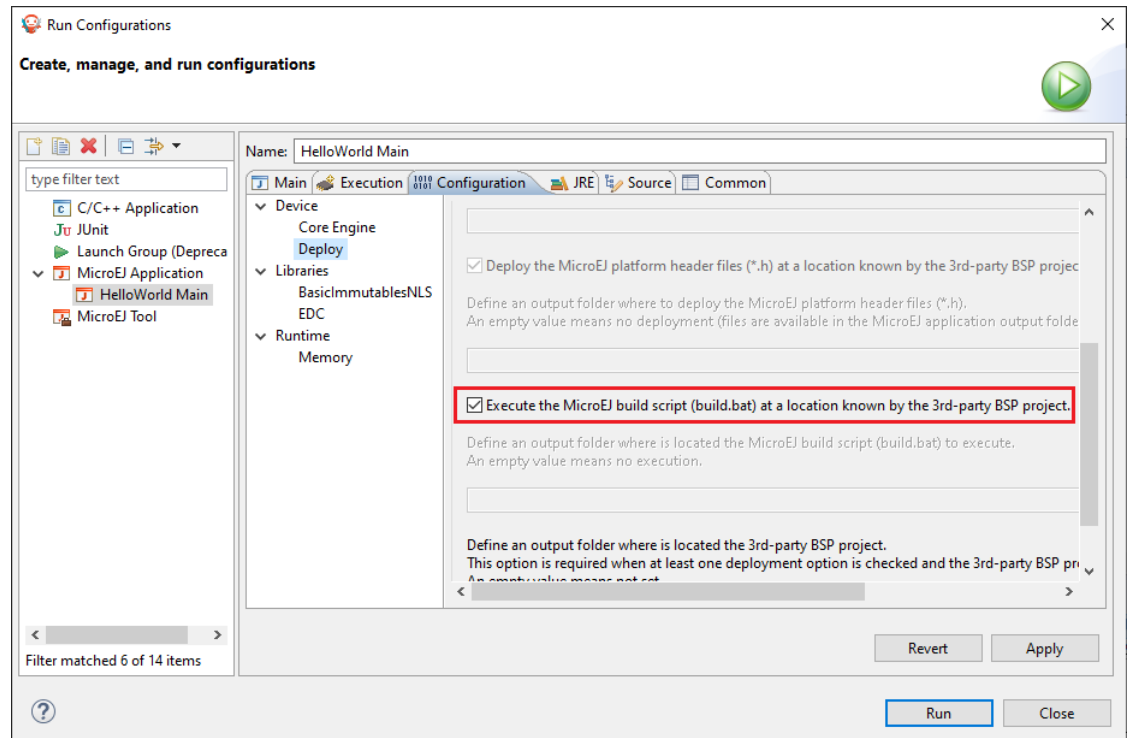 Run Configurations
Create, manage, and run configurations
type filter text
C/C++ Application
JUnit
Launch Group (Depreca
MicroEJ Application
HelloWorld Main
MicroEJ Tool
Filter matched 6 of 14 items
Name: HelloWorld Main
Main Execution Configuration JRE Source Common
Device
Core Engine
Deploy
Libraries
BasicImmutablesNLS
EDC
Runtime
Memory
Deploy the MicroEJ platform header files (*.h) at a location known by the 3rd-party BSP projec
Define an output folder where to deploy the MicroEJ platform header files (*.h).
An empty value means no deployment (files are available in the MicroEJ application output folde
Execute the MicroEJ build script (build.bat) at a location known by the 3rd-party BSP project.
Define an output folder where is located the MicroEJ build script (build.bat) to execute.
An empty value means no execution.
Define an output folder where is located the 3rd-party BSP project.
This option is required when at least one deployment option is checked and the 3rd-party BSP pr
An empty value means not set
Revert Apply
Run Close